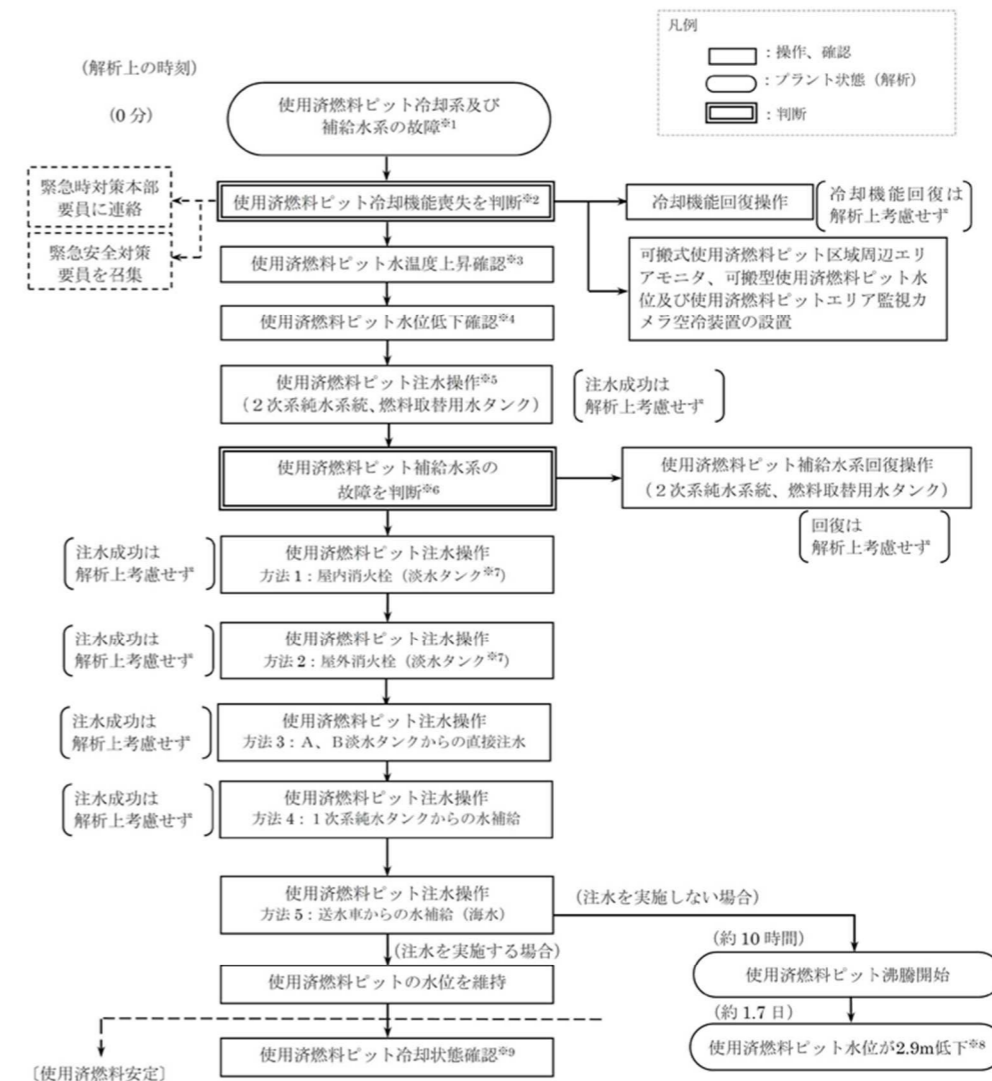 凡例
：操作、確認
：プラント状態（解析）
：判断
（解析上の時刻）
（0 分）
使用済燃料ピット冷却系及び
補給水系の故障※1
緊急時対策本部
要員に連絡
緊急安全対策
要員を召集
使用済燃料ピット冷却機能喪失を判断※2
冷却機能回復操作
冷却機能回復は
解析上考慮せず
使用済燃料ピット水温度上昇確認※3
可搬式使用済燃料ピット区域周辺エリ
アモニタ、可搬型使用済燃料ピット水
位及び使用済燃料ピットエリア監視カ
メラ空冷装置の設置
使用済燃料ピット水位低下確認※4
使用済燃料ピット注水操作※5
（２次系純水系統、燃料取替用水タンク）
注水成功は
解析上考慮せず
使用済燃料ピット補給水系の
故障を判断※6
使用済燃料ピット補給水系回復操作
（２次系純水系統、燃料取替用水タンク）
回復は
解析上考慮せず
注水成功は
解析上考慮せず
使用済燃料ピット注水操作
方法 1：屋内消火栓（淡水タンク※7）
注水成功は
解析上考慮せず
使用済燃料ピット注水操作
方法 2：屋外消火栓（淡水タンク※7）
注水成功は
解析上考慮せず
使用済燃料ピット注水操作
方法 3：A、B淡水タンクからの直接注水
注水成功は
解析上考慮せず
使用済燃料ピット注水操作
方法 4：１次系純水タンクからの水補給
使用済燃料ピット注水操作
方法 5：送水車からの水補給（海水）
(注水を実施しない場合)
(注水を実施する場合)
(約 10 時間)
使用済燃料ピットの水位を維持
使用済燃料ピット沸騰開始
(約 1.7 日)
使用済燃料ピット冷却状態確認※9
使用済燃料ピット水位が2.9m低下※8
［使用済燃料安定］